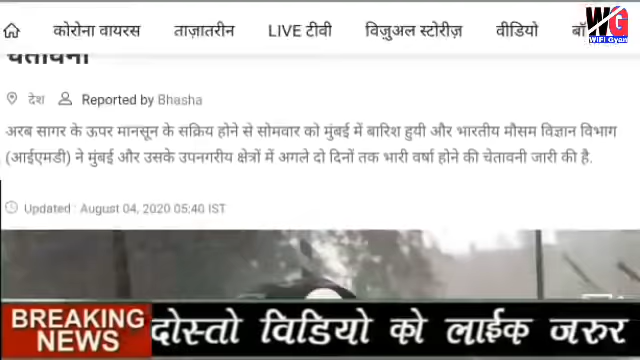 कोरोना वायरस ताज़ातरीन LIVE टीवी विज़ुअल स्टोरीज़ वीडियो
WG
WIFI Gyan
चेतावनी
देश Reported by Bhasha
अरब सागर के ऊपर मानसून के सक्रिय होने से सोमवार को मुंबई में बारिश हुयी और भारतीय मौसम विज्ञान विभाग
(आईएमडी) ने मुंबई और उसके उपनगरीय क्षेत्रों में अगले दो दिनों तक भारी वर्षा होने की चेतावनी जारी की है.
Updated : August 04, 2020 05:40 IST
BREAKING
NEWS
दोस्तो विडियो को लाईक जरुर